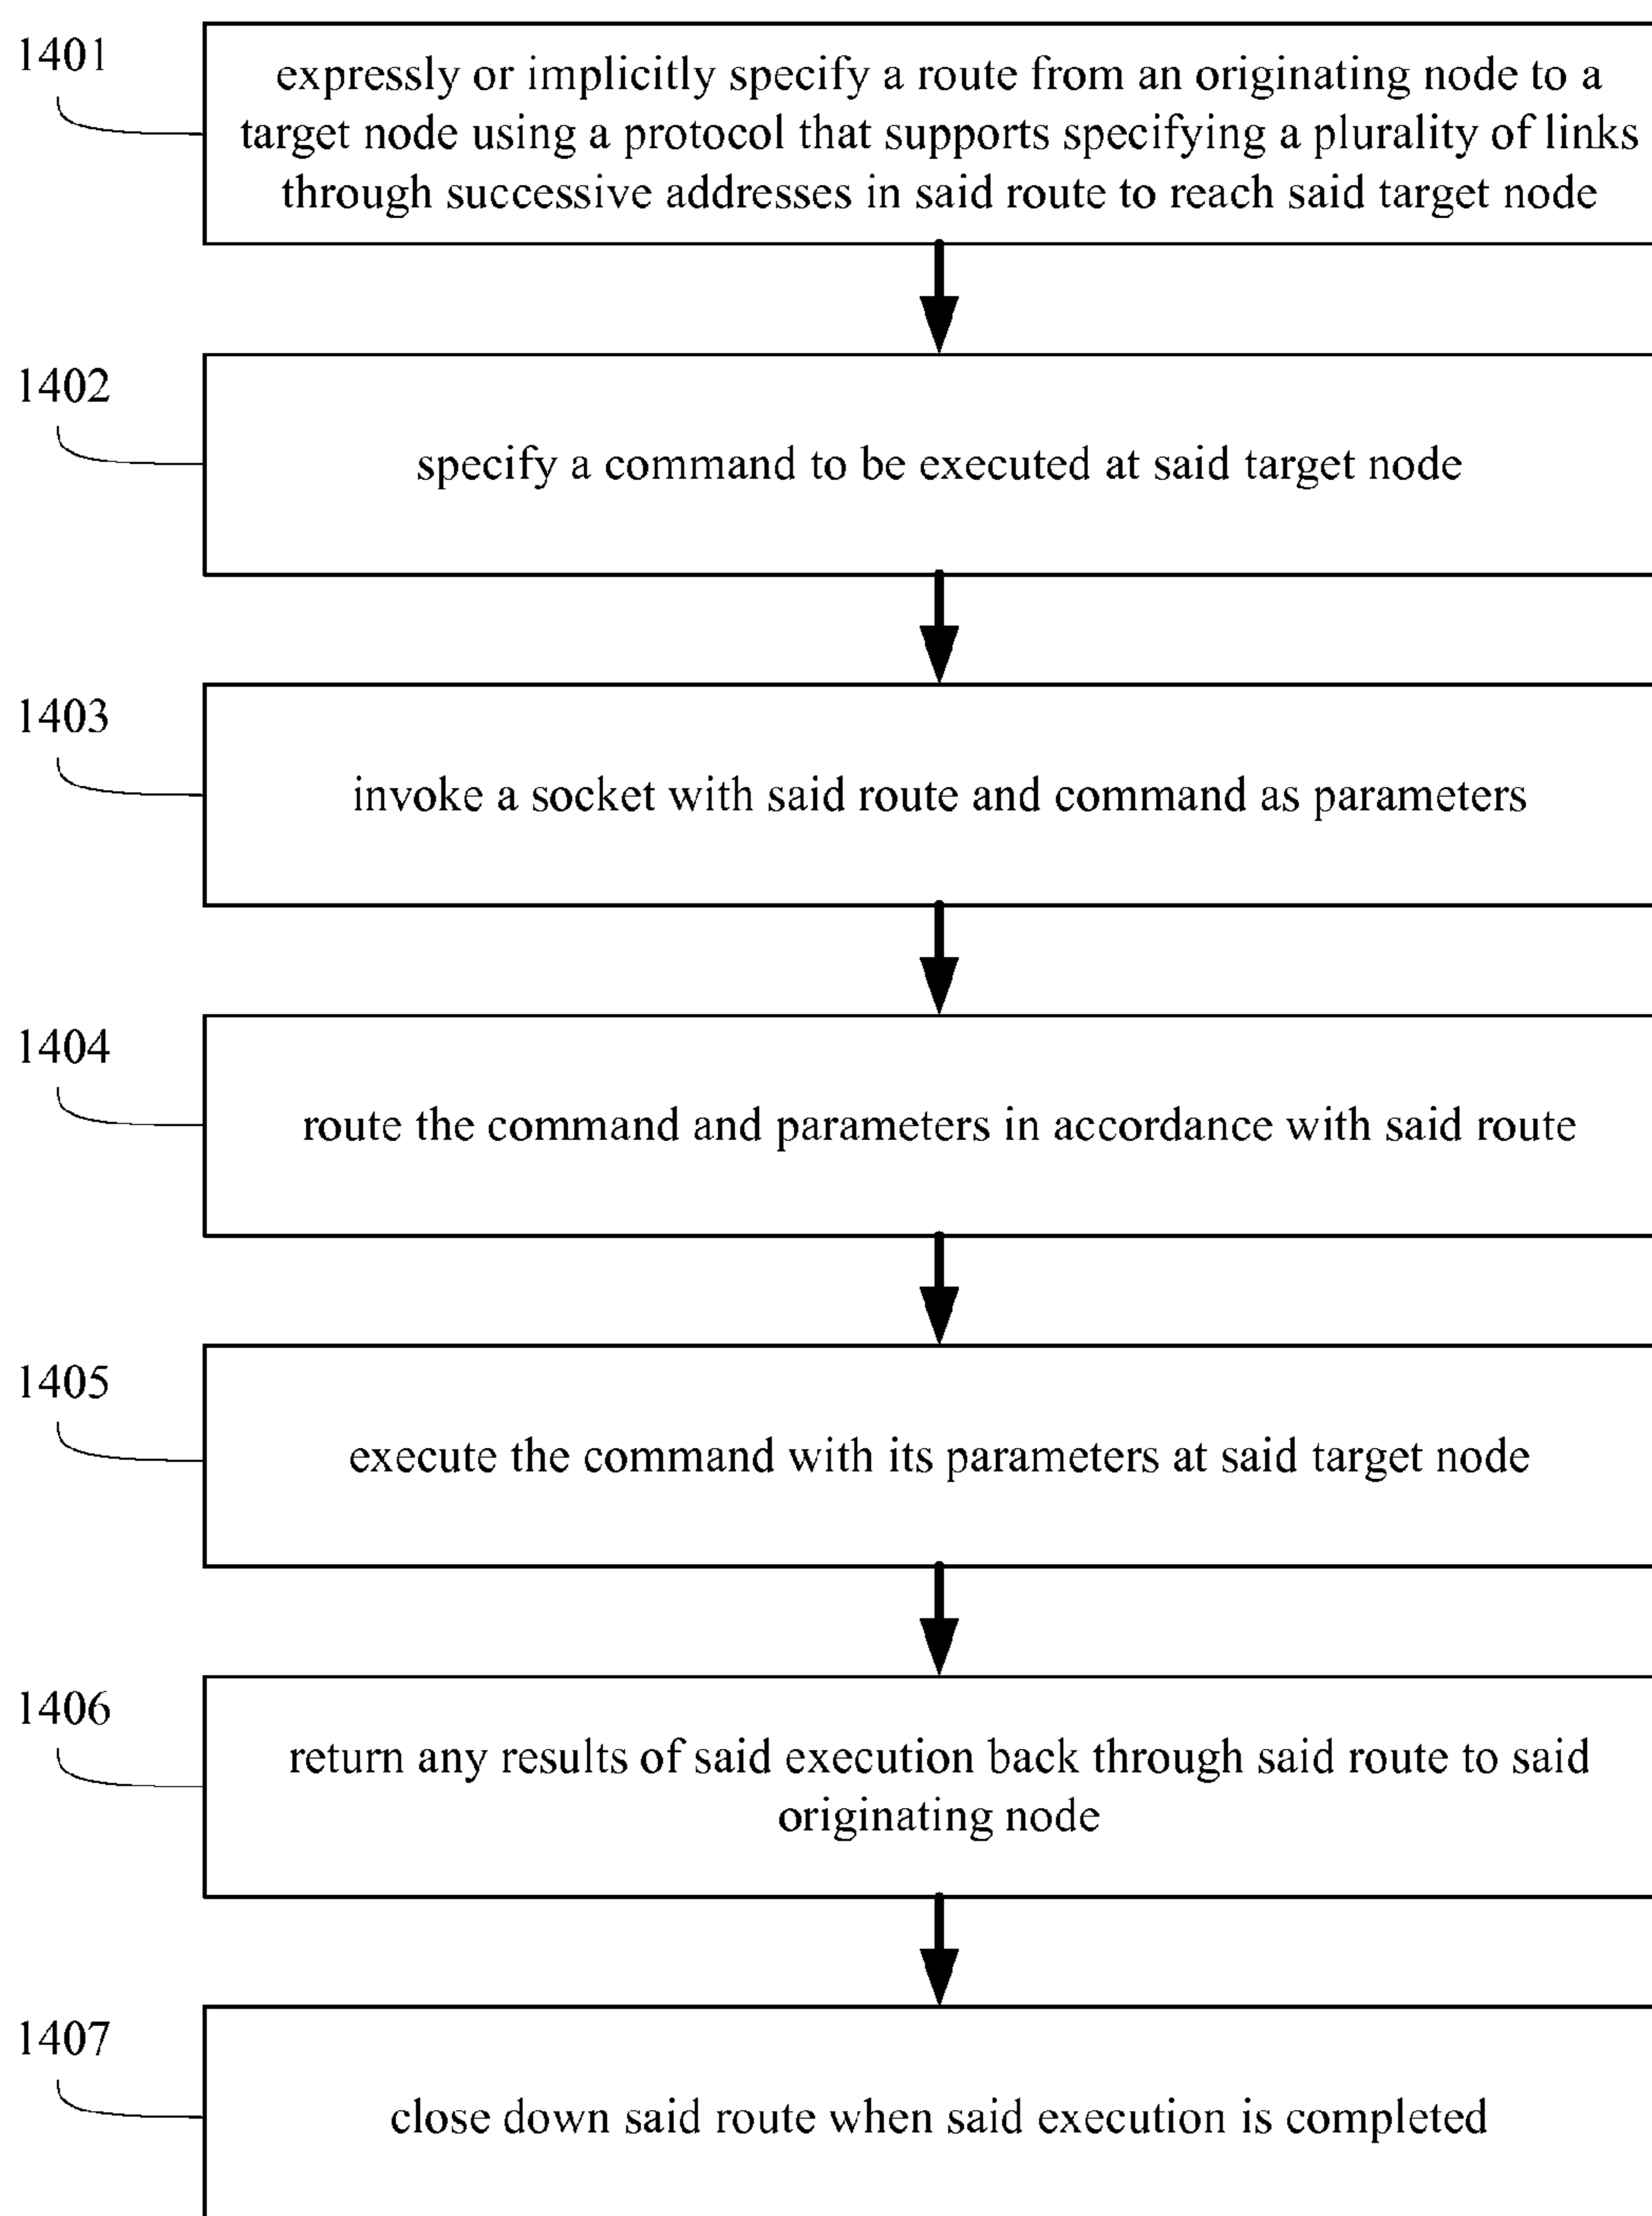 1401
expressly or implicitly specify a route from an originating node to a
target node using a protocol that supports specifying a plurality of links
through successive addresses in said route to reach said target node
1402
specify a command to be executed at said target node
1403
invoke a socket with said route and command as parameters
1404
route the command and parameters in accordance with said route
1405
execute the command with its parameters at said target node
1406
return any results of said execution back through said route to said
originating node
1407
close down said route when said execution is completed